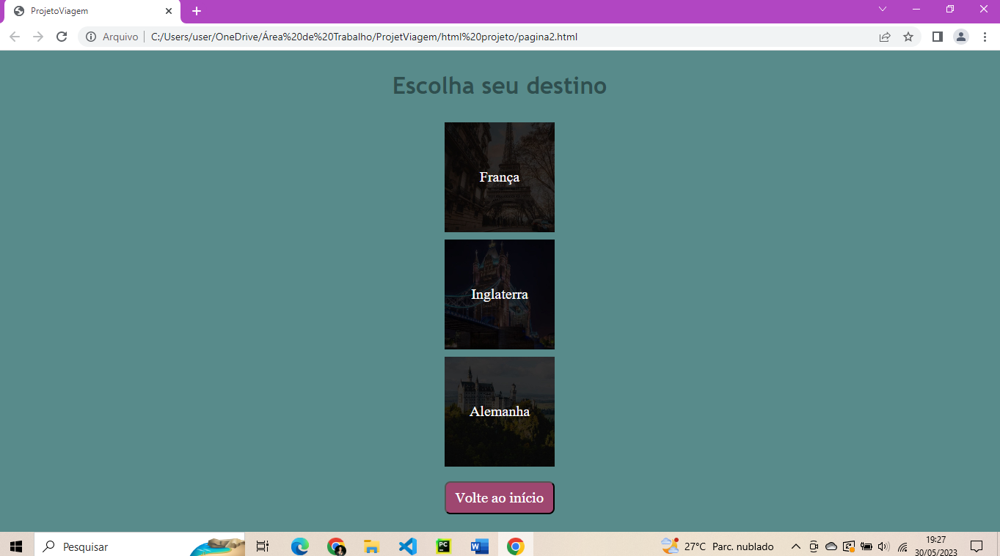 ProjetoViagem
Arquivo C:/Users/user/OneDrive/Área%20de%20Trabalho/ProjetViagem/html%20projeto/pagina2.html
Escolha seu destino
França
Inglaterra
Alemanha
Volte ao início
Pesquisar
PC
W
27°C Parc. nublado
19:27
30/05/2023